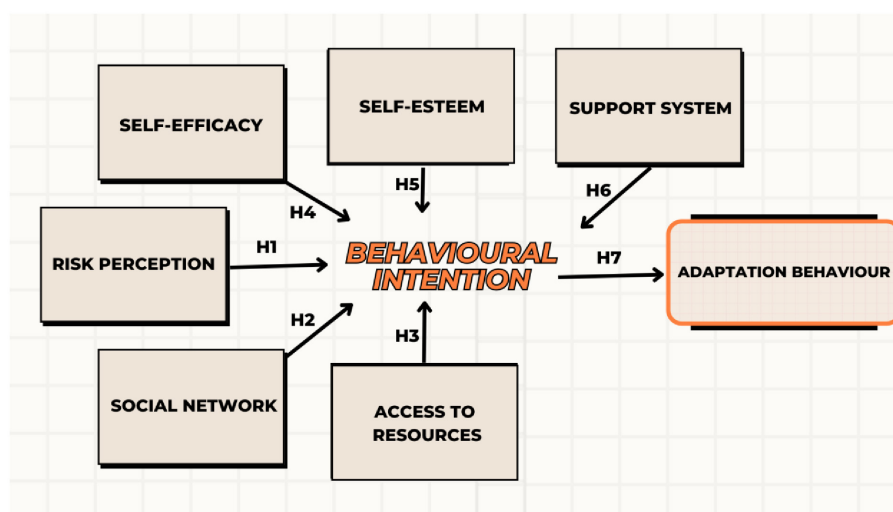 SELF-EFFICACY
SELF-ESTEEM
SUPPORT SYSTEM
H4
H5
H6
RISK PERCEPTION
H1
BEHAVIOURAL
INTENTION
H7
ADAPTATION BEHAVIOUR
H2
H3
SOCIAL NETWORK
ACCESS TO
RESOURCES